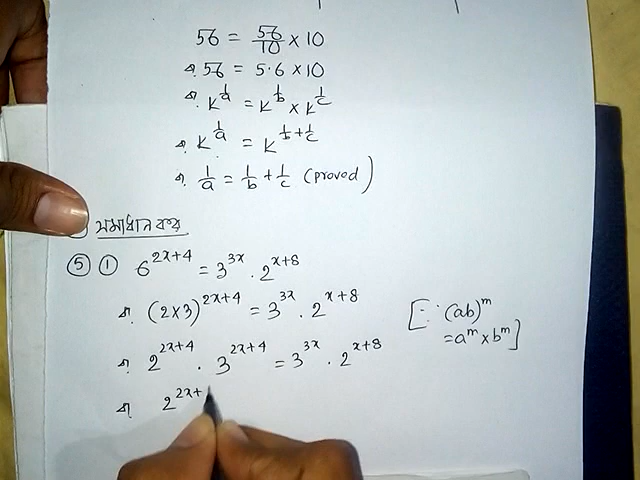 56 = 56/10 × 10
বা, 56 = 5.6 × 10
বা, k^(1/a) = k^(1/b) × k^(1/c)
বা, k^(1/a) = k^(1/b + 1/c)
বা, 1/a = 1/b + 1/c (proved)
সমাধান কর
⑤ ① 6^(2x+4) = 3^(3x) . 2^(x+8)
বা, (2×3)^(2x+4) = 3^(3x) . 2^(x+8) [∵ (ab)^m
= a^m × b^m]
বা, 2^(2x+4) . 3^(2x+4) = 3^(3x) . 2^(x+8)
বা, 2^(2x+